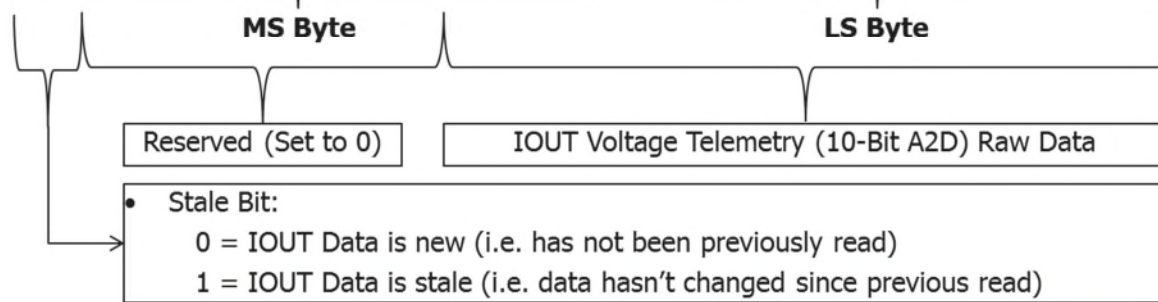 MS Byte LS Byte
Reserved (Set to 0) IOUT Voltage Telemetry (10-Bit A2D) Raw Data
• Stale Bit:
0 = IOUT Data is new (i.e. has not been previously read)
1 = IOUT Data is stale (i.e. data hasn't changed since previous read)